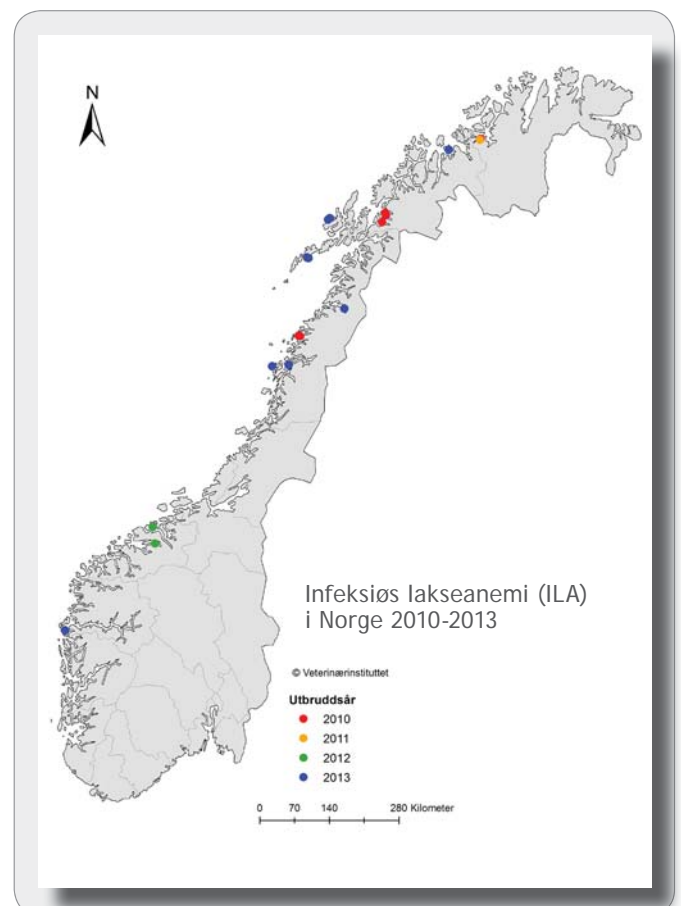 N
Infeksiøs lakseanemi (ILA)
i Norge 2010-2013
© Veterinærinstituttet
Utbruddsår
2010
2011
2012
2013
0 70 140 280 Kilometer